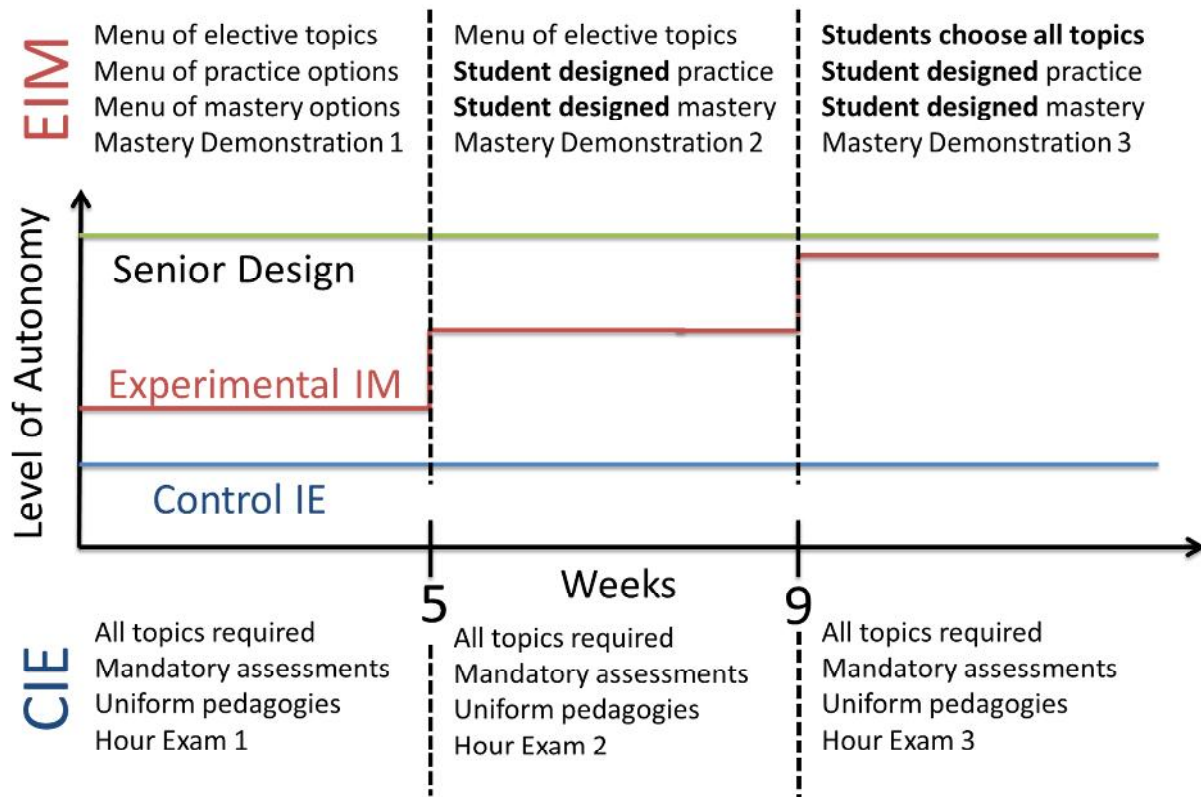 EIM
Menu of elective topics
Menu of practice options
Menu of mastery options
Mastery Demonstration 1
Menu of elective topics
Student designed practice
Student designed mastery
Mastery Demonstration 2
Students choose all topics
Student designed practice
Student designed mastery
Mastery Demonstration 3
Level of Autonomy
Senior Design
Experimental IM
Control IE
Weeks
5
9
CIE
All topics required
Mandatory assessments
Uniform pedagogies
Hour Exam 1
All topics required
Mandatory assessments
Uniform pedagogies
Hour Exam 2
All topics required
Mandatory assessments
Uniform pedagogies
Hour Exam 3